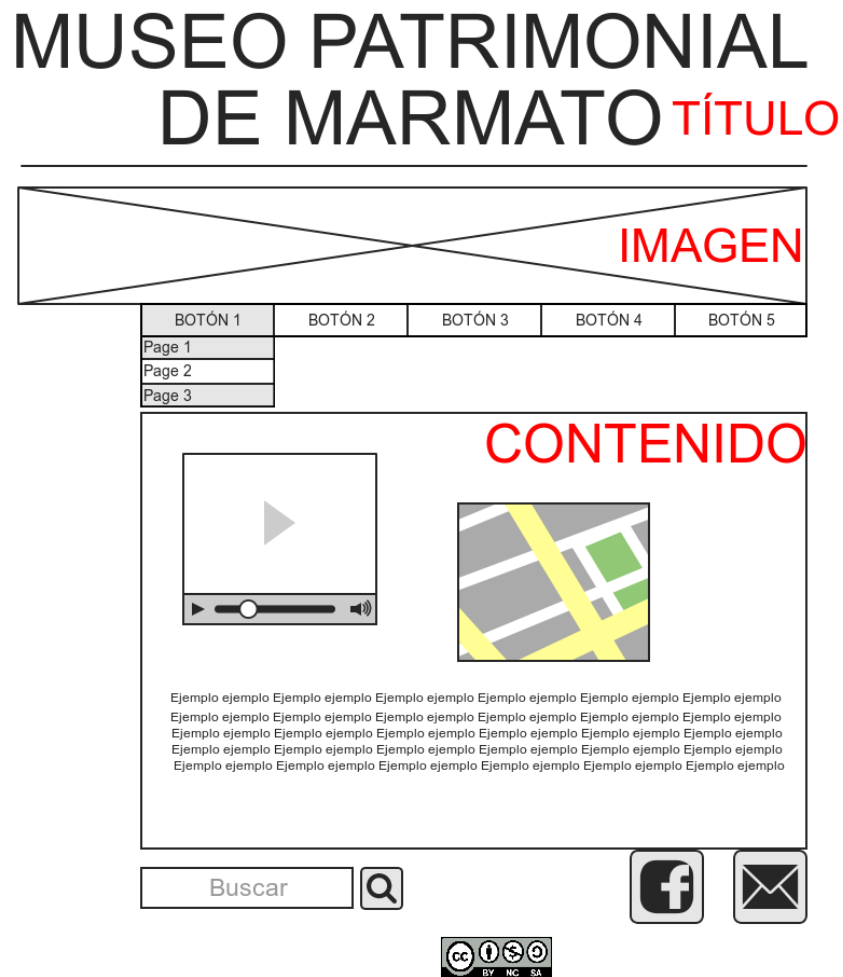 MUSEO PATRIMONIAL
DE MARMATO TÍTULO
IMAGEN
BOTÓN 1 BOTÓN 2 BOTÓN 3 BOTÓN 4 BOTÓN 5
Page 1
Page 2
Page 3
CONTENIDO
Ejemplo ejemplo Ejemplo ejemplo Ejemplo ejemplo Ejemplo ejemplo Ejemplo ejemplo Ejemplo ejemplo
Ejemplo ejemplo Ejemplo ejemplo Ejemplo ejemplo Ejemplo ejemplo Ejemplo ejemplo Ejemplo ejemplo
Ejemplo ejemplo Ejemplo ejemplo Ejemplo ejemplo Ejemplo ejemplo Ejemplo ejemplo Ejemplo ejemplo
Ejemplo ejemplo Ejemplo ejemplo Ejemplo ejemplo Ejemplo ejemplo Ejemplo ejemplo Ejemplo ejemplo
Ejemplo ejemplo Ejemplo ejemplo Ejemplo ejemplo Ejemplo ejemplo Ejemplo ejemplo Ejemplo ejemplo
Buscar
f
cc
BY NC SA